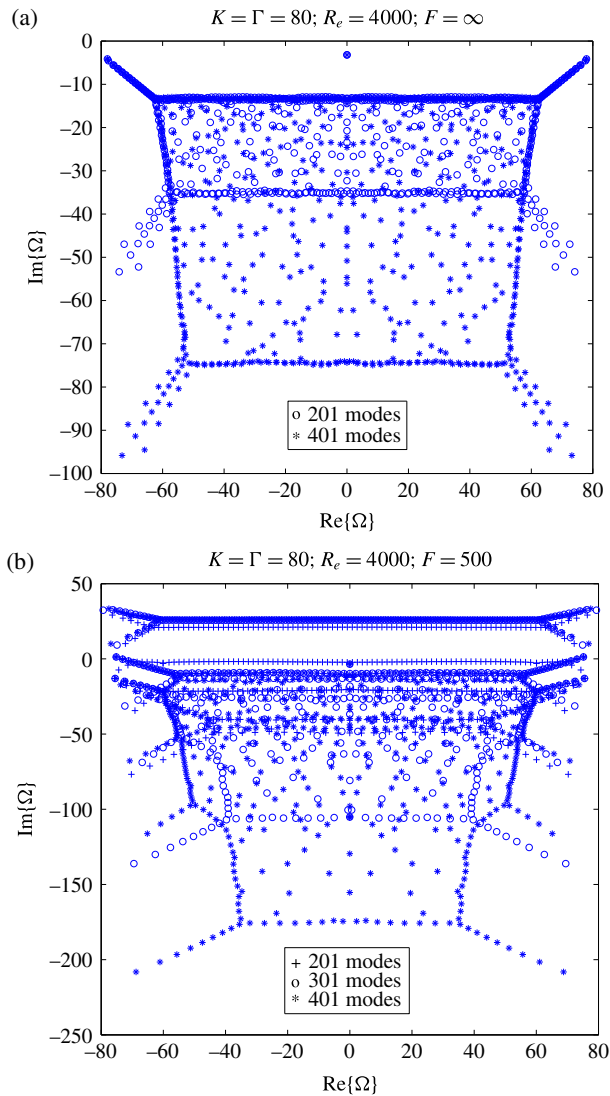 (a)
K = Γ = 80; R_e = 4000; F = ∞
0
−10
−20
−30
−40
−50
−60
−70
−80
−90
−100
Im{Ω}
o 201 modes
* 401 modes
−80 −60 −40 −20 0 20 40 60 80
Re{Ω}
(b)
K = Γ = 80; R_e = 4000; F = 500
50
0
−50
−100
−150
−200
−250
Im{Ω}
+ 201 modes
o 301 modes
* 401 modes
−80 −60 −40 −20 0 20 40 60 80
Re{Ω}